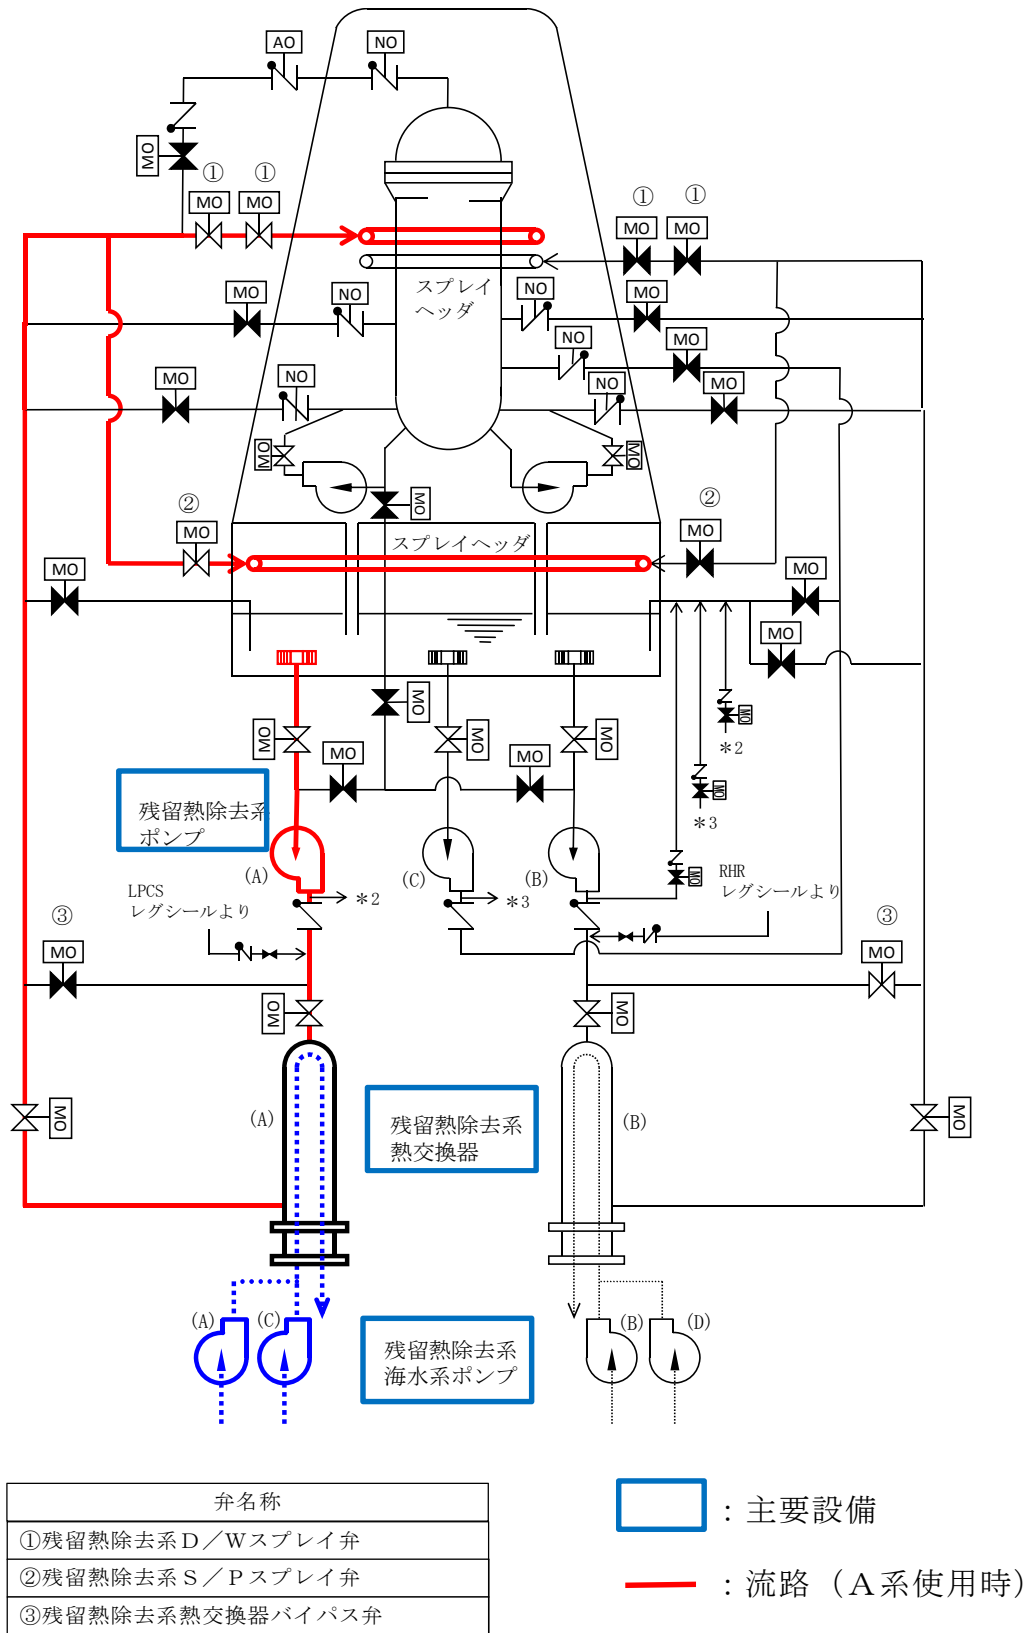 AO
NO
MO
①
①
MO
MO
①
①
MO
MO
スプレイ
ヘッダ
MO
NO
NO
MO
NO
MO
MO
NO
NO
MO
MO
MO
MO
②
MO
スプレイヘッダ
②
MO
MO
MO
MO
MO
MO
MO
MO
MO
MO
MO
*2
MO
*3
残留熱除去系
ポンプ
(A)
(C)
(B)
MO
*2
*3
LPCS
レグシールより
RHR
レグシールより
③
MO
③
MO
MO
MO
MO
MO
(A)
残留熱除去系
熱交換器
(B)
(A)
(C)
残留熱除去系
海水系ポンプ
(B)
(D)
弁名称
①残留熱除去系D/Wスプレイ弁
②残留熱除去系S/Pスプレイ弁
③残留熱除去系熱交換器バイパス弁
:主要設備
:流路(A系使用時)